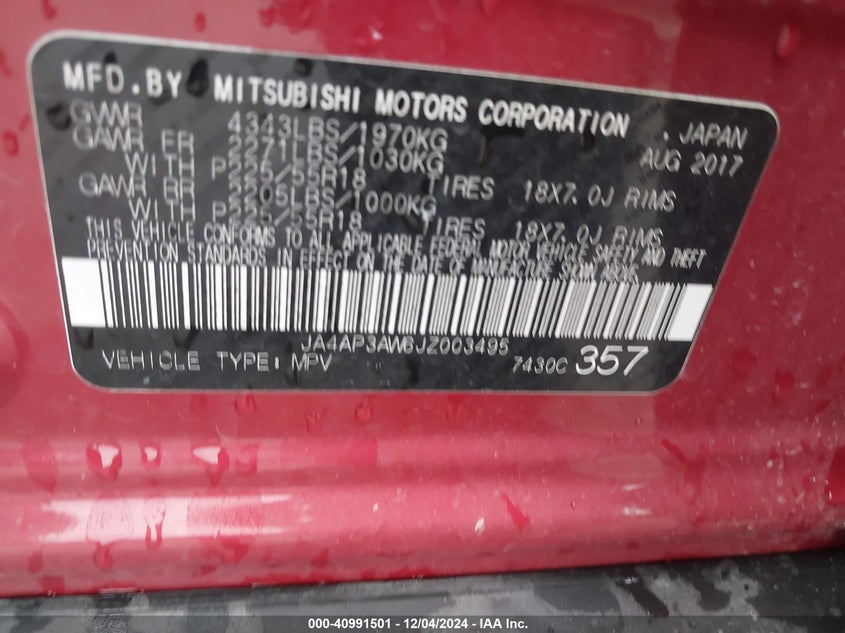 MFD.BY MITSUBISHI MOTORS CORPORATION , JAPAN
GVWR 4343LBS/1970KG AUG 2017
GAWR FR 2271LBS/1030KG
WITH P225/55R18 TIRES 18X7.0J RIMS
GAWR RR 2205LBS/1000KG
WITH P225/55R18 TIRES 18X7.0J RIMS
THIS VEHICLE CONFORMS TO ALL APPLICABLE FEDERAL MOTOR VEHICLE SAFETY AND THEFT
PREVENTION STANDARDS IN EFFECT ON THE DATE OF MANUFACTURE SHOWN ABOVE.
JA4AP3AW6JZ003495
VEHICLE TYPE: MPV 7430C 357
000-40991501 - 12/04/2024 - IAA Inc.